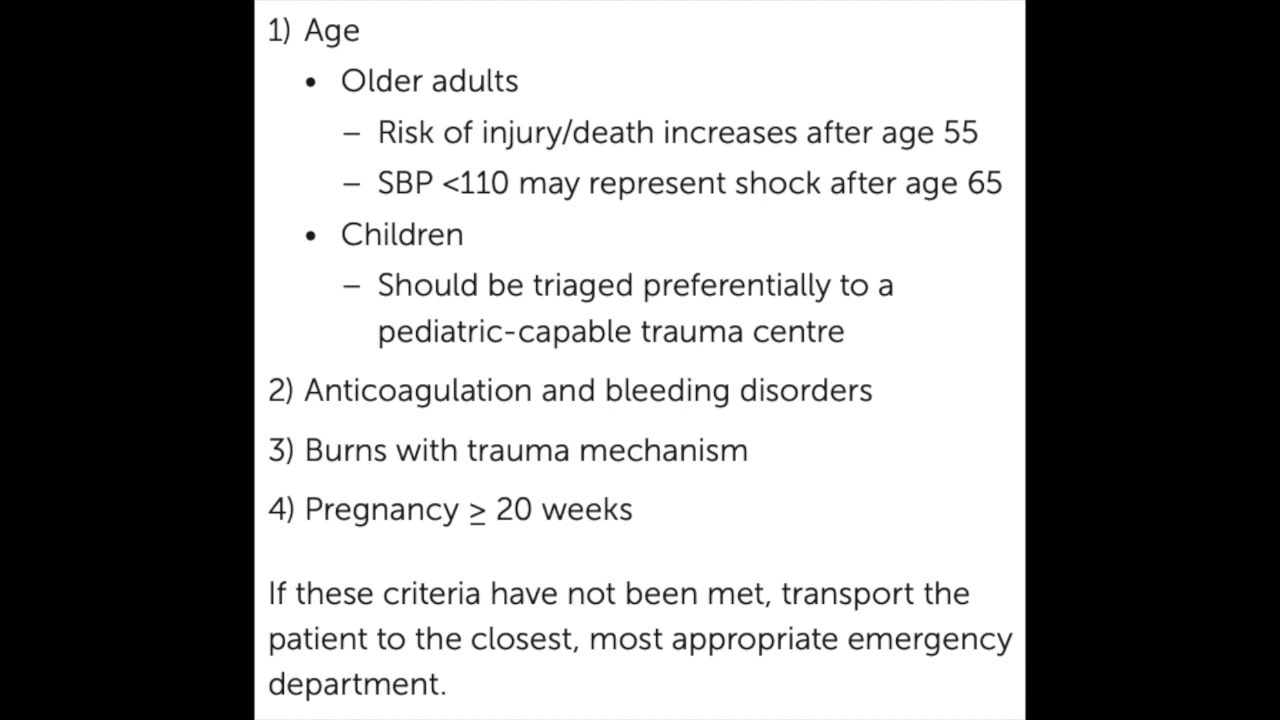 1) Age
• Older adults
– Risk of injury/death increases after age 55
– SBP <110 may represent shock after age 65
• Children
– Should be triaged preferentially to a
pediatric-capable trauma centre
2) Anticoagulation and bleeding disorders
3) Burns with trauma mechanism
4) Pregnancy ≥ 20 weeks
If these criteria have not been met, transport the
patient to the closest, most appropriate emergency
department.